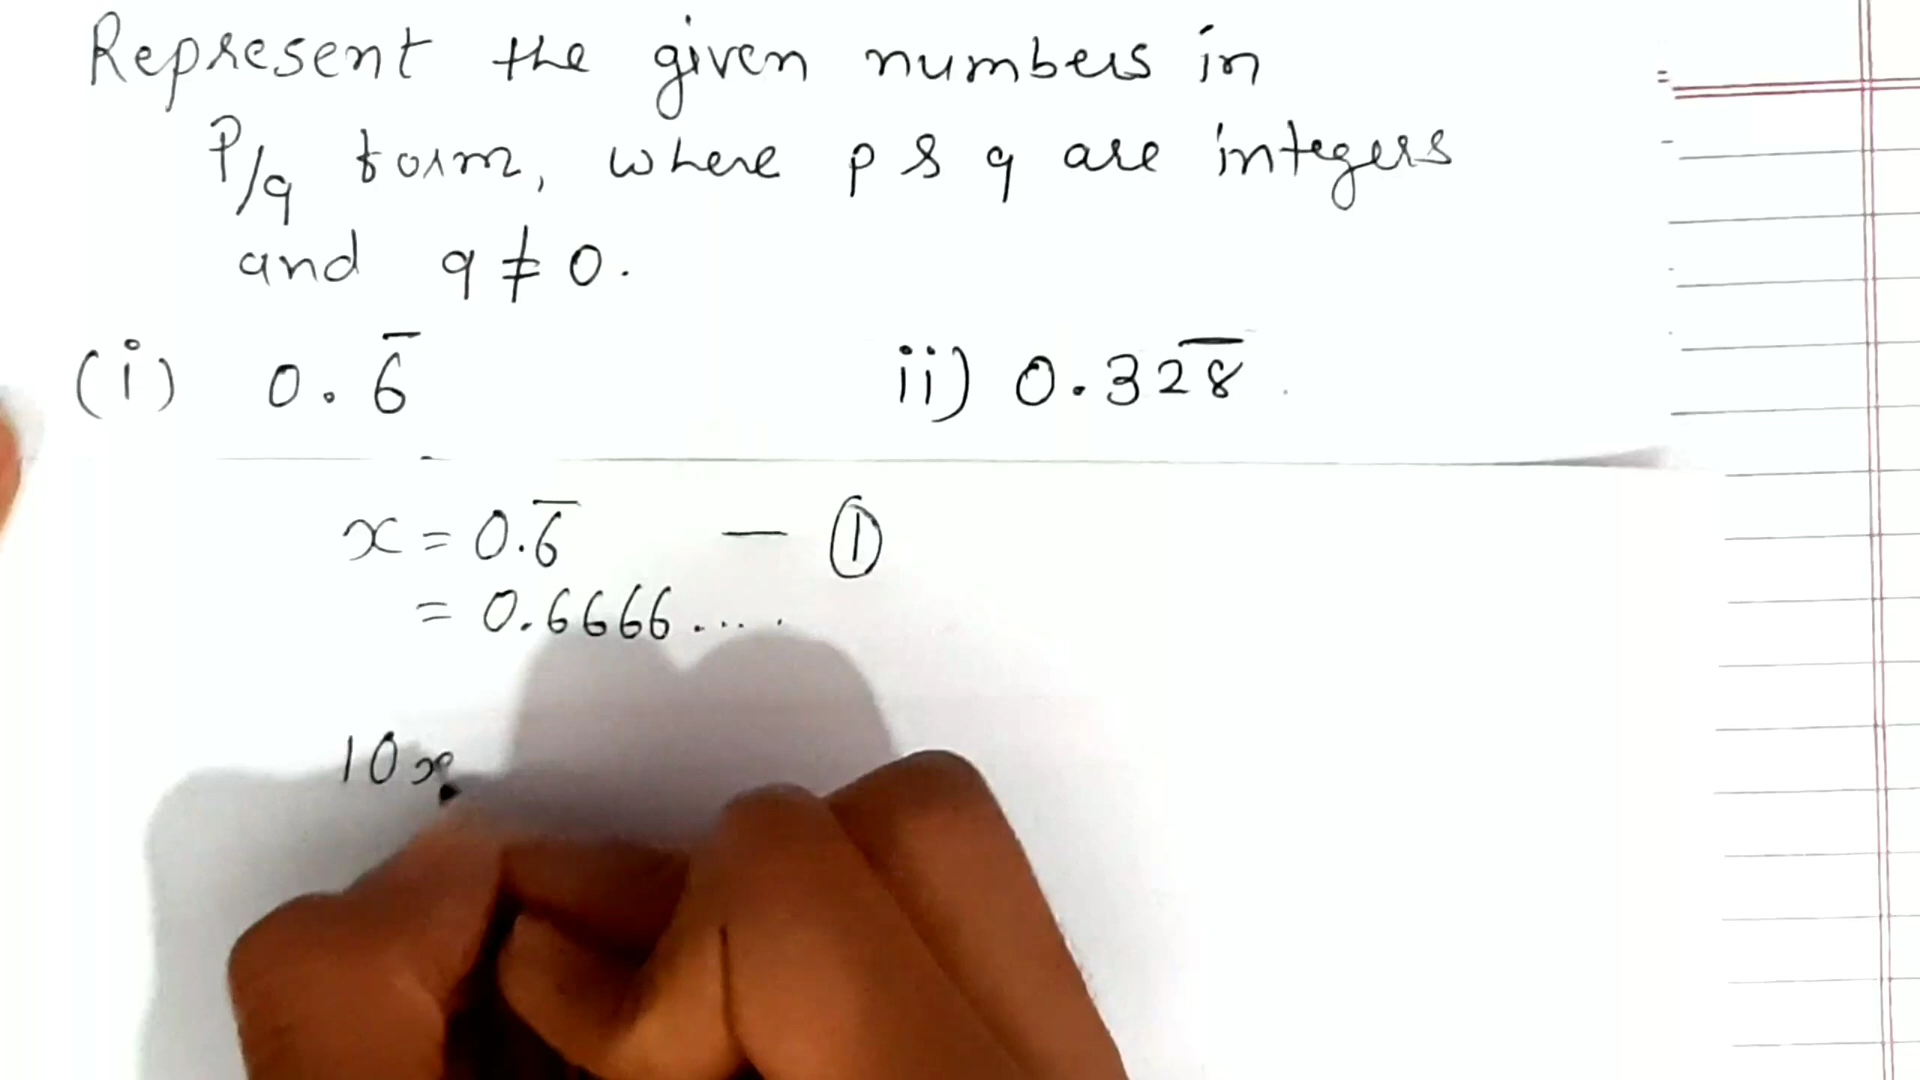 Represent the given numbers in
P/q form, where p & q are integers
and q ≠ 0.
(i) 0.6̅ ii) 0.32̅8̅
x = 0.6̅ — ①
= 0.6666.....
10x